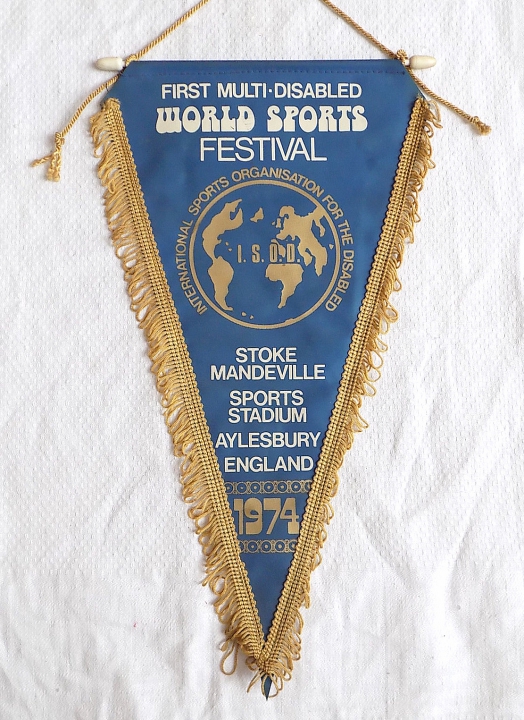 FIRST MULTI·DISABLED
WORLD SPORTS
FESTIVAL
INTERNATIONAL SPORTS ORGANISATION FOR THE DISABLED
I.S.O.D.
STOKE
MANDEVILLE
SPORTS
STADIUM
AYLESBURY
ENGLAND
1974